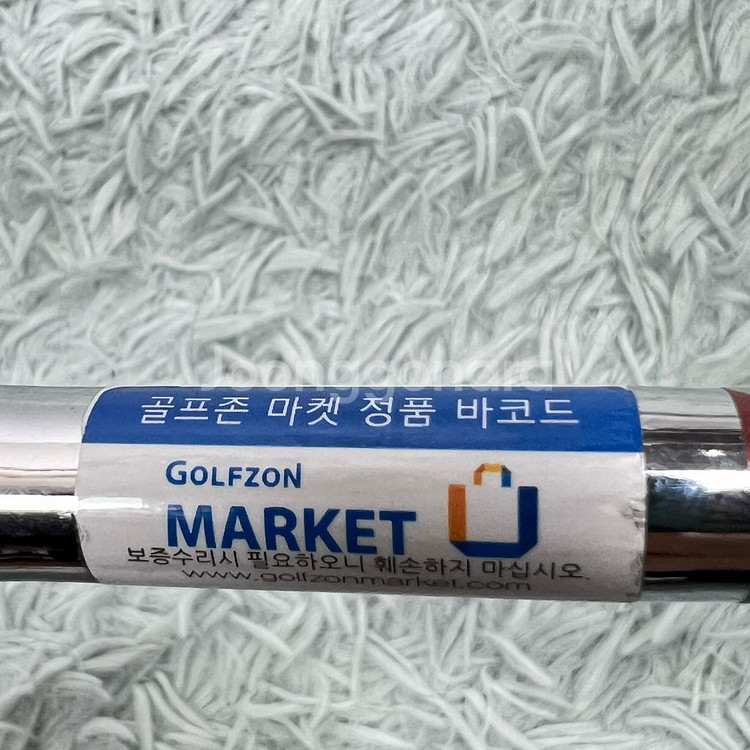 Joonggonara
골프존 마켓 정품 바코드
GOLFZON
MARKET
보증수리시 필요하오니 훼손하지 마십시오.
www.golfzonmarket.com